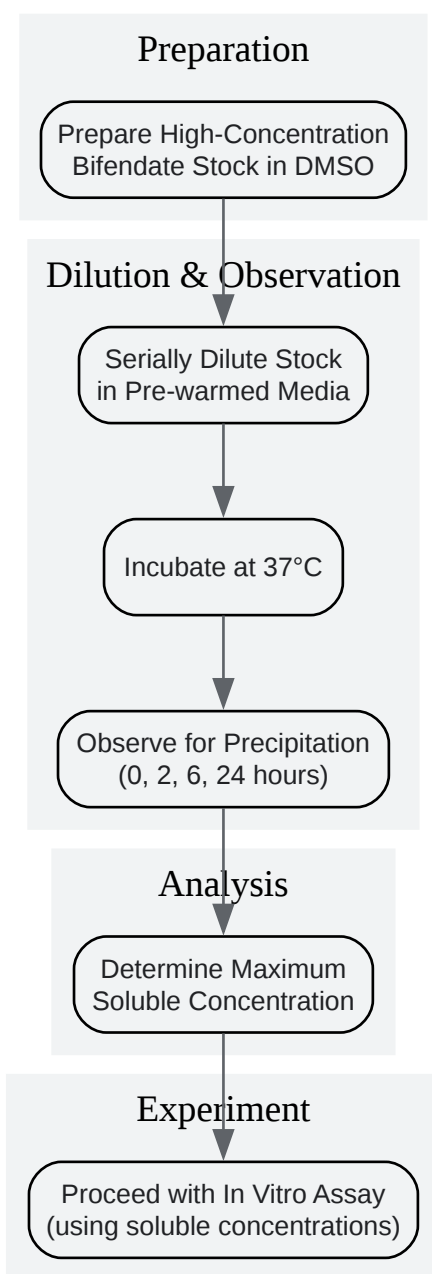 Preparation
Prepare High-Concentration
Bifendate Stock in DMSO
Dilution & Observation
Serially Dilute Stock
in Pre-warmed Media
Incubate at 37°C
Observe for Precipitation
(0, 2, 6, 24 hours)
Analysis
Determine Maximum
Soluble Concentration
Experiment
Proceed with In Vitro Assay
(using soluble concentrations)